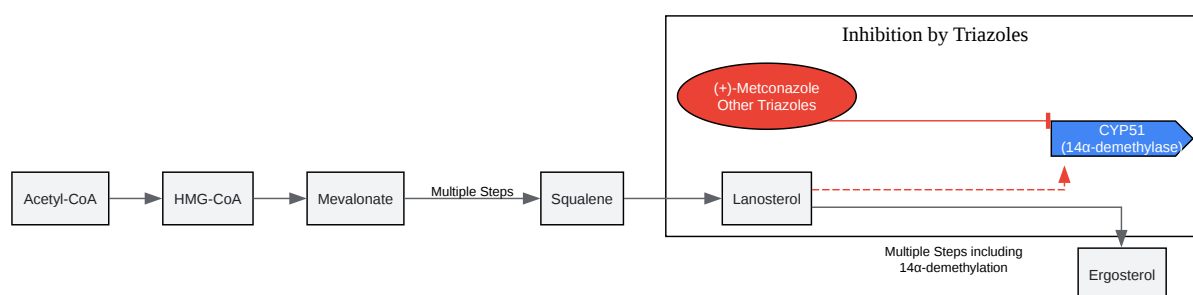 Inhibition by Triazoles
(+)-Metconazole
Other Triazoles
CYP51
(14α-demethylase)
Acetyl-CoA
HMG-CoA
Mevalonate
Multiple Steps
Squalene
Lanosterol
Multiple Steps including
14α-demethylation
Ergosterol